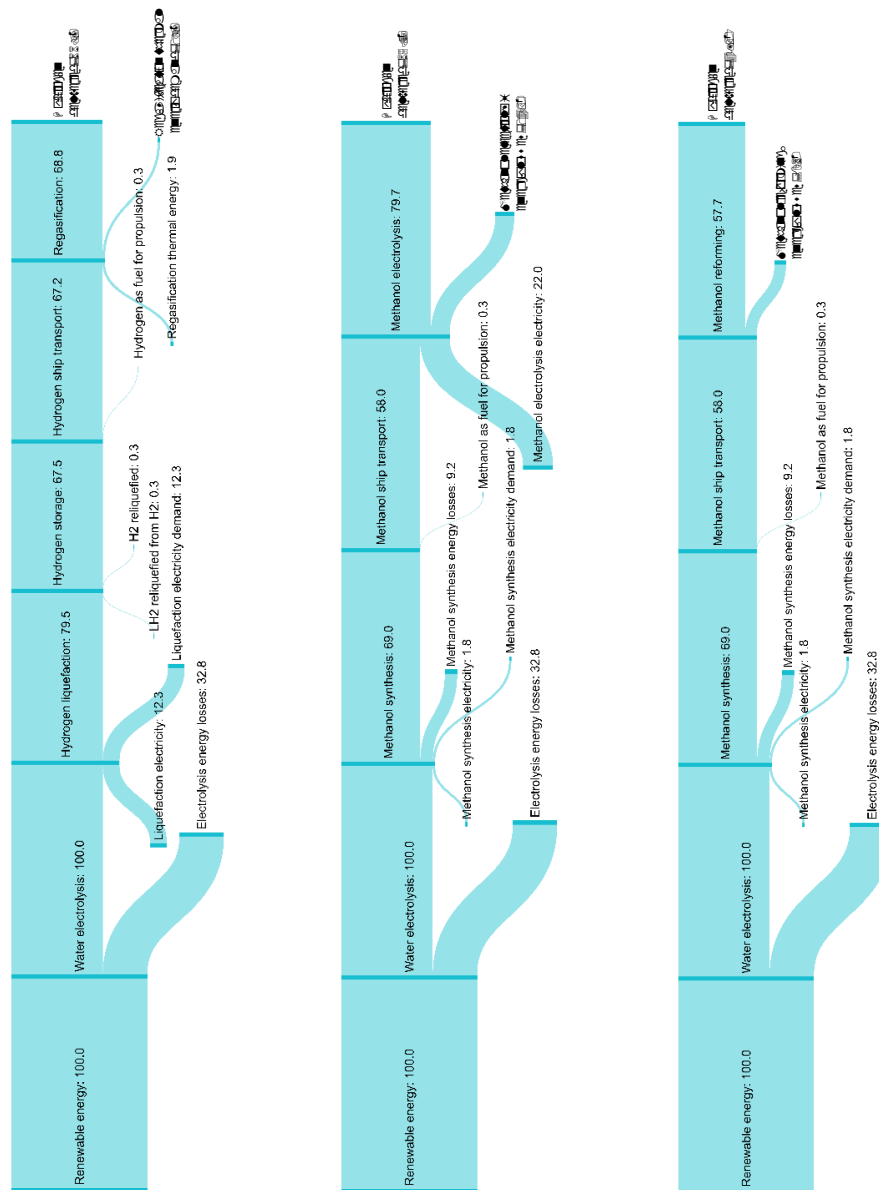 Renewable energy: 100.0
Water electrolysis: 100.0
Electrolysis energy losses: 32.8
Liquefaction electricity: 12.3
Hydrogen liquefaction: 79.5
Liquefaction electricity demand: 12.3
LH2 reliquefied from H2: 0.3
H2 reliquefied: 0.3
Hydrogen storage: 67.5
Hydrogen ship transport: 67.2
Hydrogen as fuel for propulsion: 0.3
Regasification thermal energy: 1.9
Regasification: 68.8
Renewable energy: 100.0
Water electrolysis: 100.0
Electrolysis energy losses: 32.8
Methanol synthesis electricity: 1.8
Methanol synthesis: 69.0
Methanol synthesis energy losses: 9.2
Methanol synthesis electricity demand: 1.8
Methanol ship transport: 58.0
Methanol as fuel for propulsion: 0.3
Methanol electrolysis electricity: 22.0
Methanol electrolysis: 79.7
Renewable energy: 100.0
Water electrolysis: 100.0
Electrolysis energy losses: 32.8
Methanol synthesis electricity: 1.8
Methanol synthesis: 69.0
Methanol synthesis energy losses: 9.2
Methanol synthesis electricity demand: 1.8
Methanol ship transport: 58.0
Methanol as fuel for propulsion: 0.3
Methanol reforming: 57.7